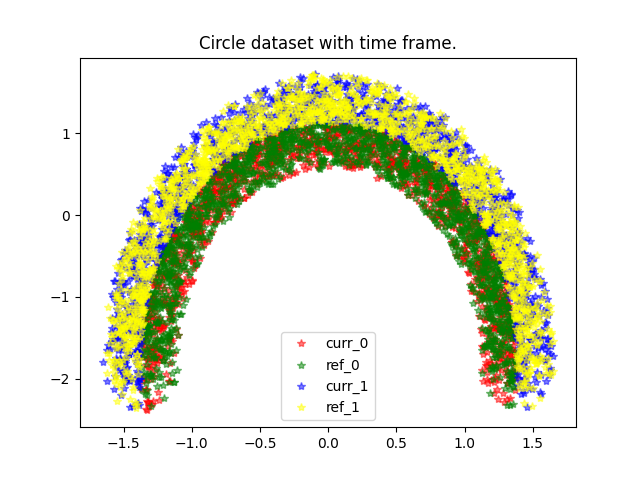 Circle dataset with time frame.
1
0
−1
−2
curr_0
ref_0
curr_1
ref_1
−1.5 −1.0 −0.5 0.0 0.5 1.0 1.5